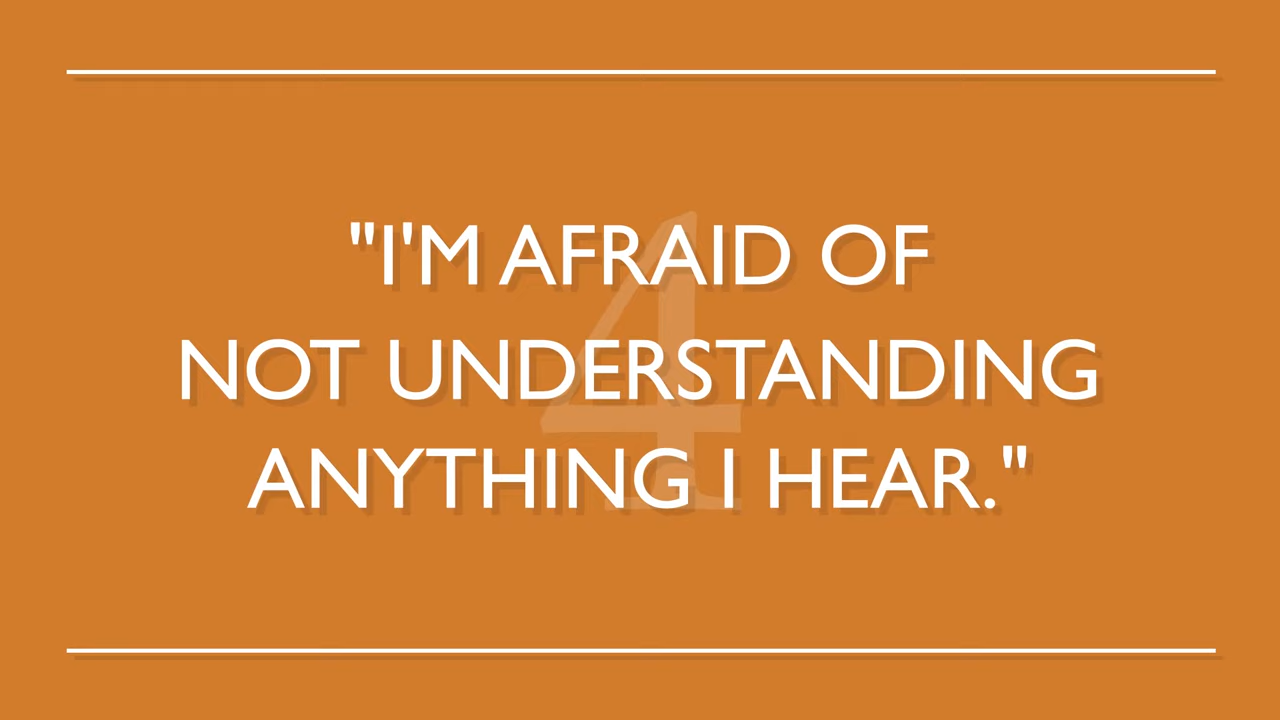 4
"I'M AFRAID OF
NOT UNDERSTANDING
ANYTHING I HEAR."